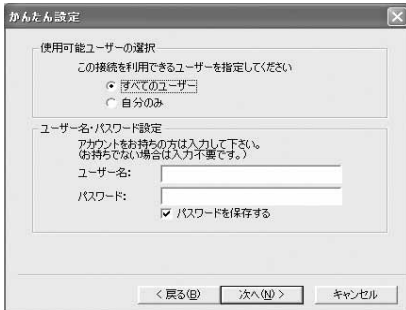 かんたん設定
使用可能ユーザーの選択
この接続を利用できるユーザーを指定してください
すべてのユーザー
自分のみ
ユーザー名・パスワード設定
アカウントをお持ちの方は入力して下さい。
(お持ちでない場合は入力不要です。)
ユーザー名:
パスワード:
パスワードを保存する
< 戻る(B) 次へ(N) > キャンセル